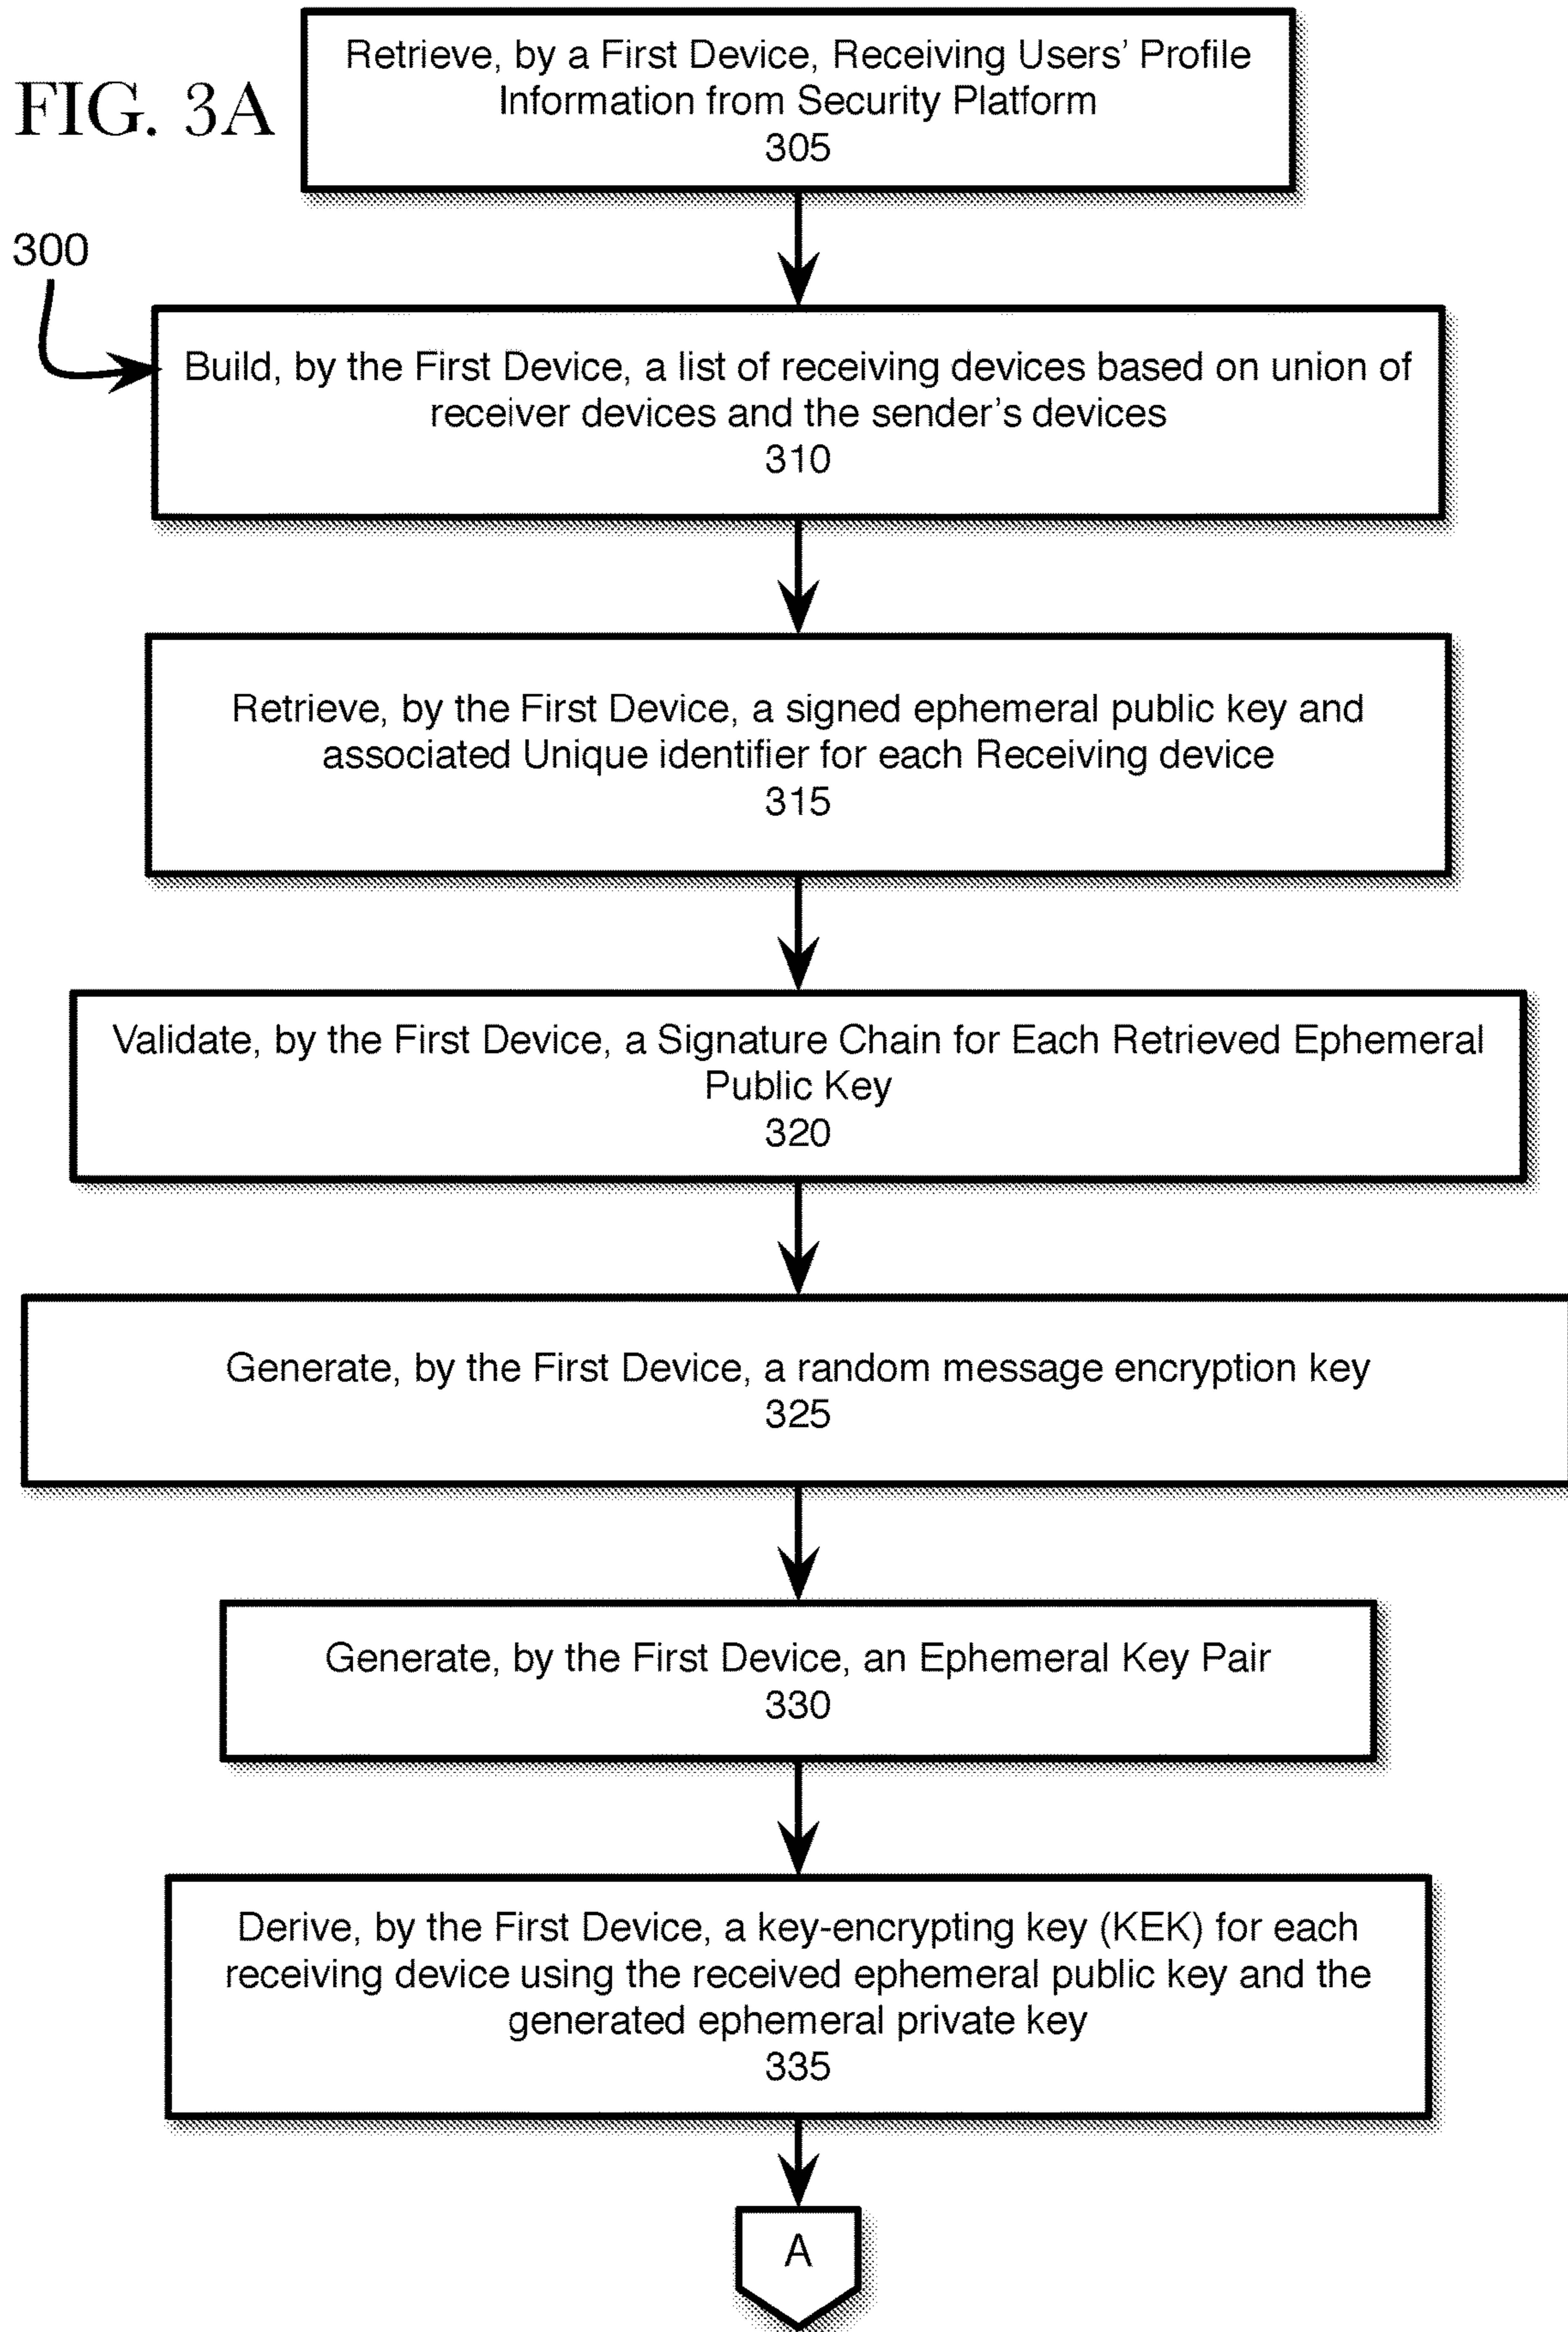 FIG. 3A
Retrieve, by a First Device, Receiving Users’ Profile
Information from Security Platform
305
300
Build, by the First Device, a list of receiving devices based on union of
receiver devices and the sender’s devices
310
Retrieve, by the First Device, a signed ephemeral public key and
associated Unique identifier for each Receiving device
315
Validate, by the First Device, a Signature Chain for Each Retrieved Ephemeral
Public Key
320
Generate, by the First Device, a random message encryption key
325
Generate, by the First Device, an Ephemeral Key Pair
330
Derive, by the First Device, a key-encrypting key (KEK) for each
receiving device using the received ephemeral public key and the
generated ephemeral private key
335
A